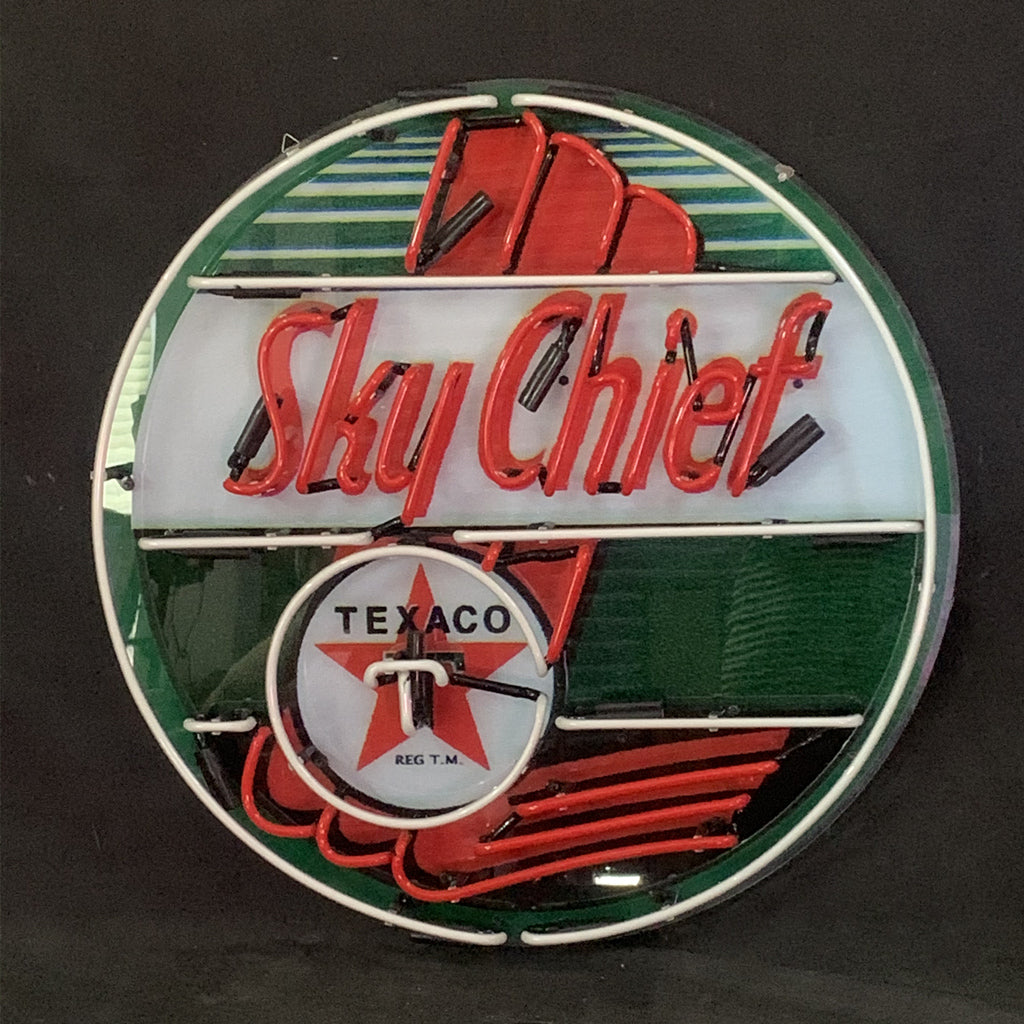 Sky Chief
TEXACO
T
REG T.M.